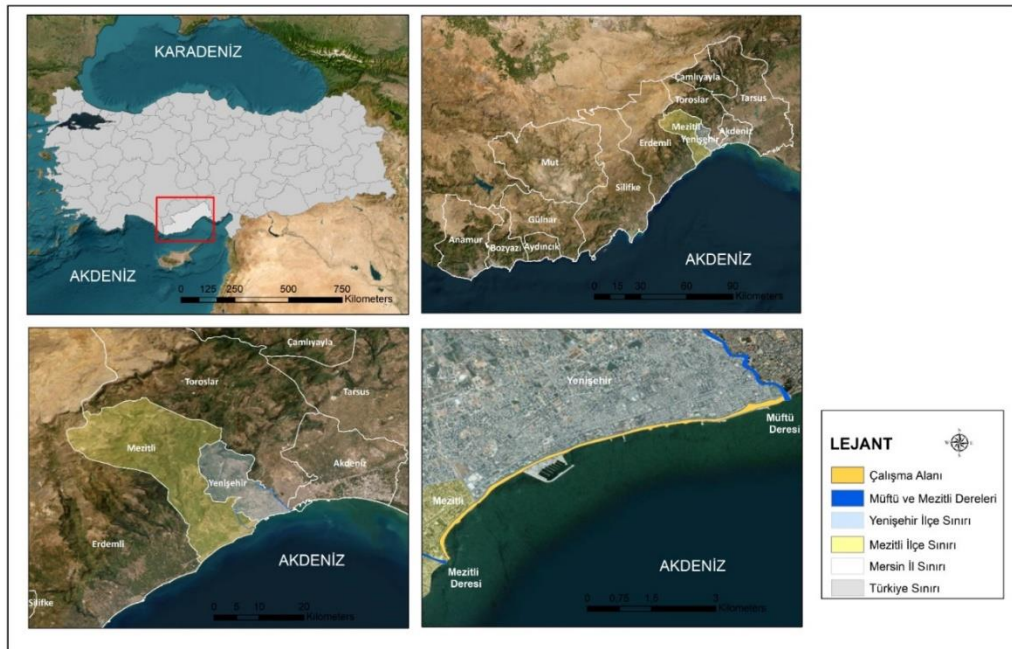 KARADENİZ
AKDENİZ
0 125 250 500 750
Kilometers
Çamlıyayla
Toroslar
Tarsus
Mezitli
Akdeniz
Yenişehir
Erdemli
Mut
Silifke
Gülnar
Anamur
Bozyazı
Aydıncık
AKDENİZ
0 15 30 60 90
Kilometers
Çamlıyayla
Toroslar
Tarsus
Mezitli
Akdeniz
Yenişehir
Erdemli
AKDENİZ
Silifke
0 5 10 20
Kilometers
Yenişehir
Müftü
Deresi
Mezitli
Mezitli
Deresi
AKDENİZ
0 0,75 1,5 3
Kilometers
LEJANT
Çalışma Alanı
Müftü ve Mezitli Dereleri
Yenişehir İlçe Sınırı
Mezitli İlçe Sınırı
Mersin İl Sınırı
Türkiye Sınırı